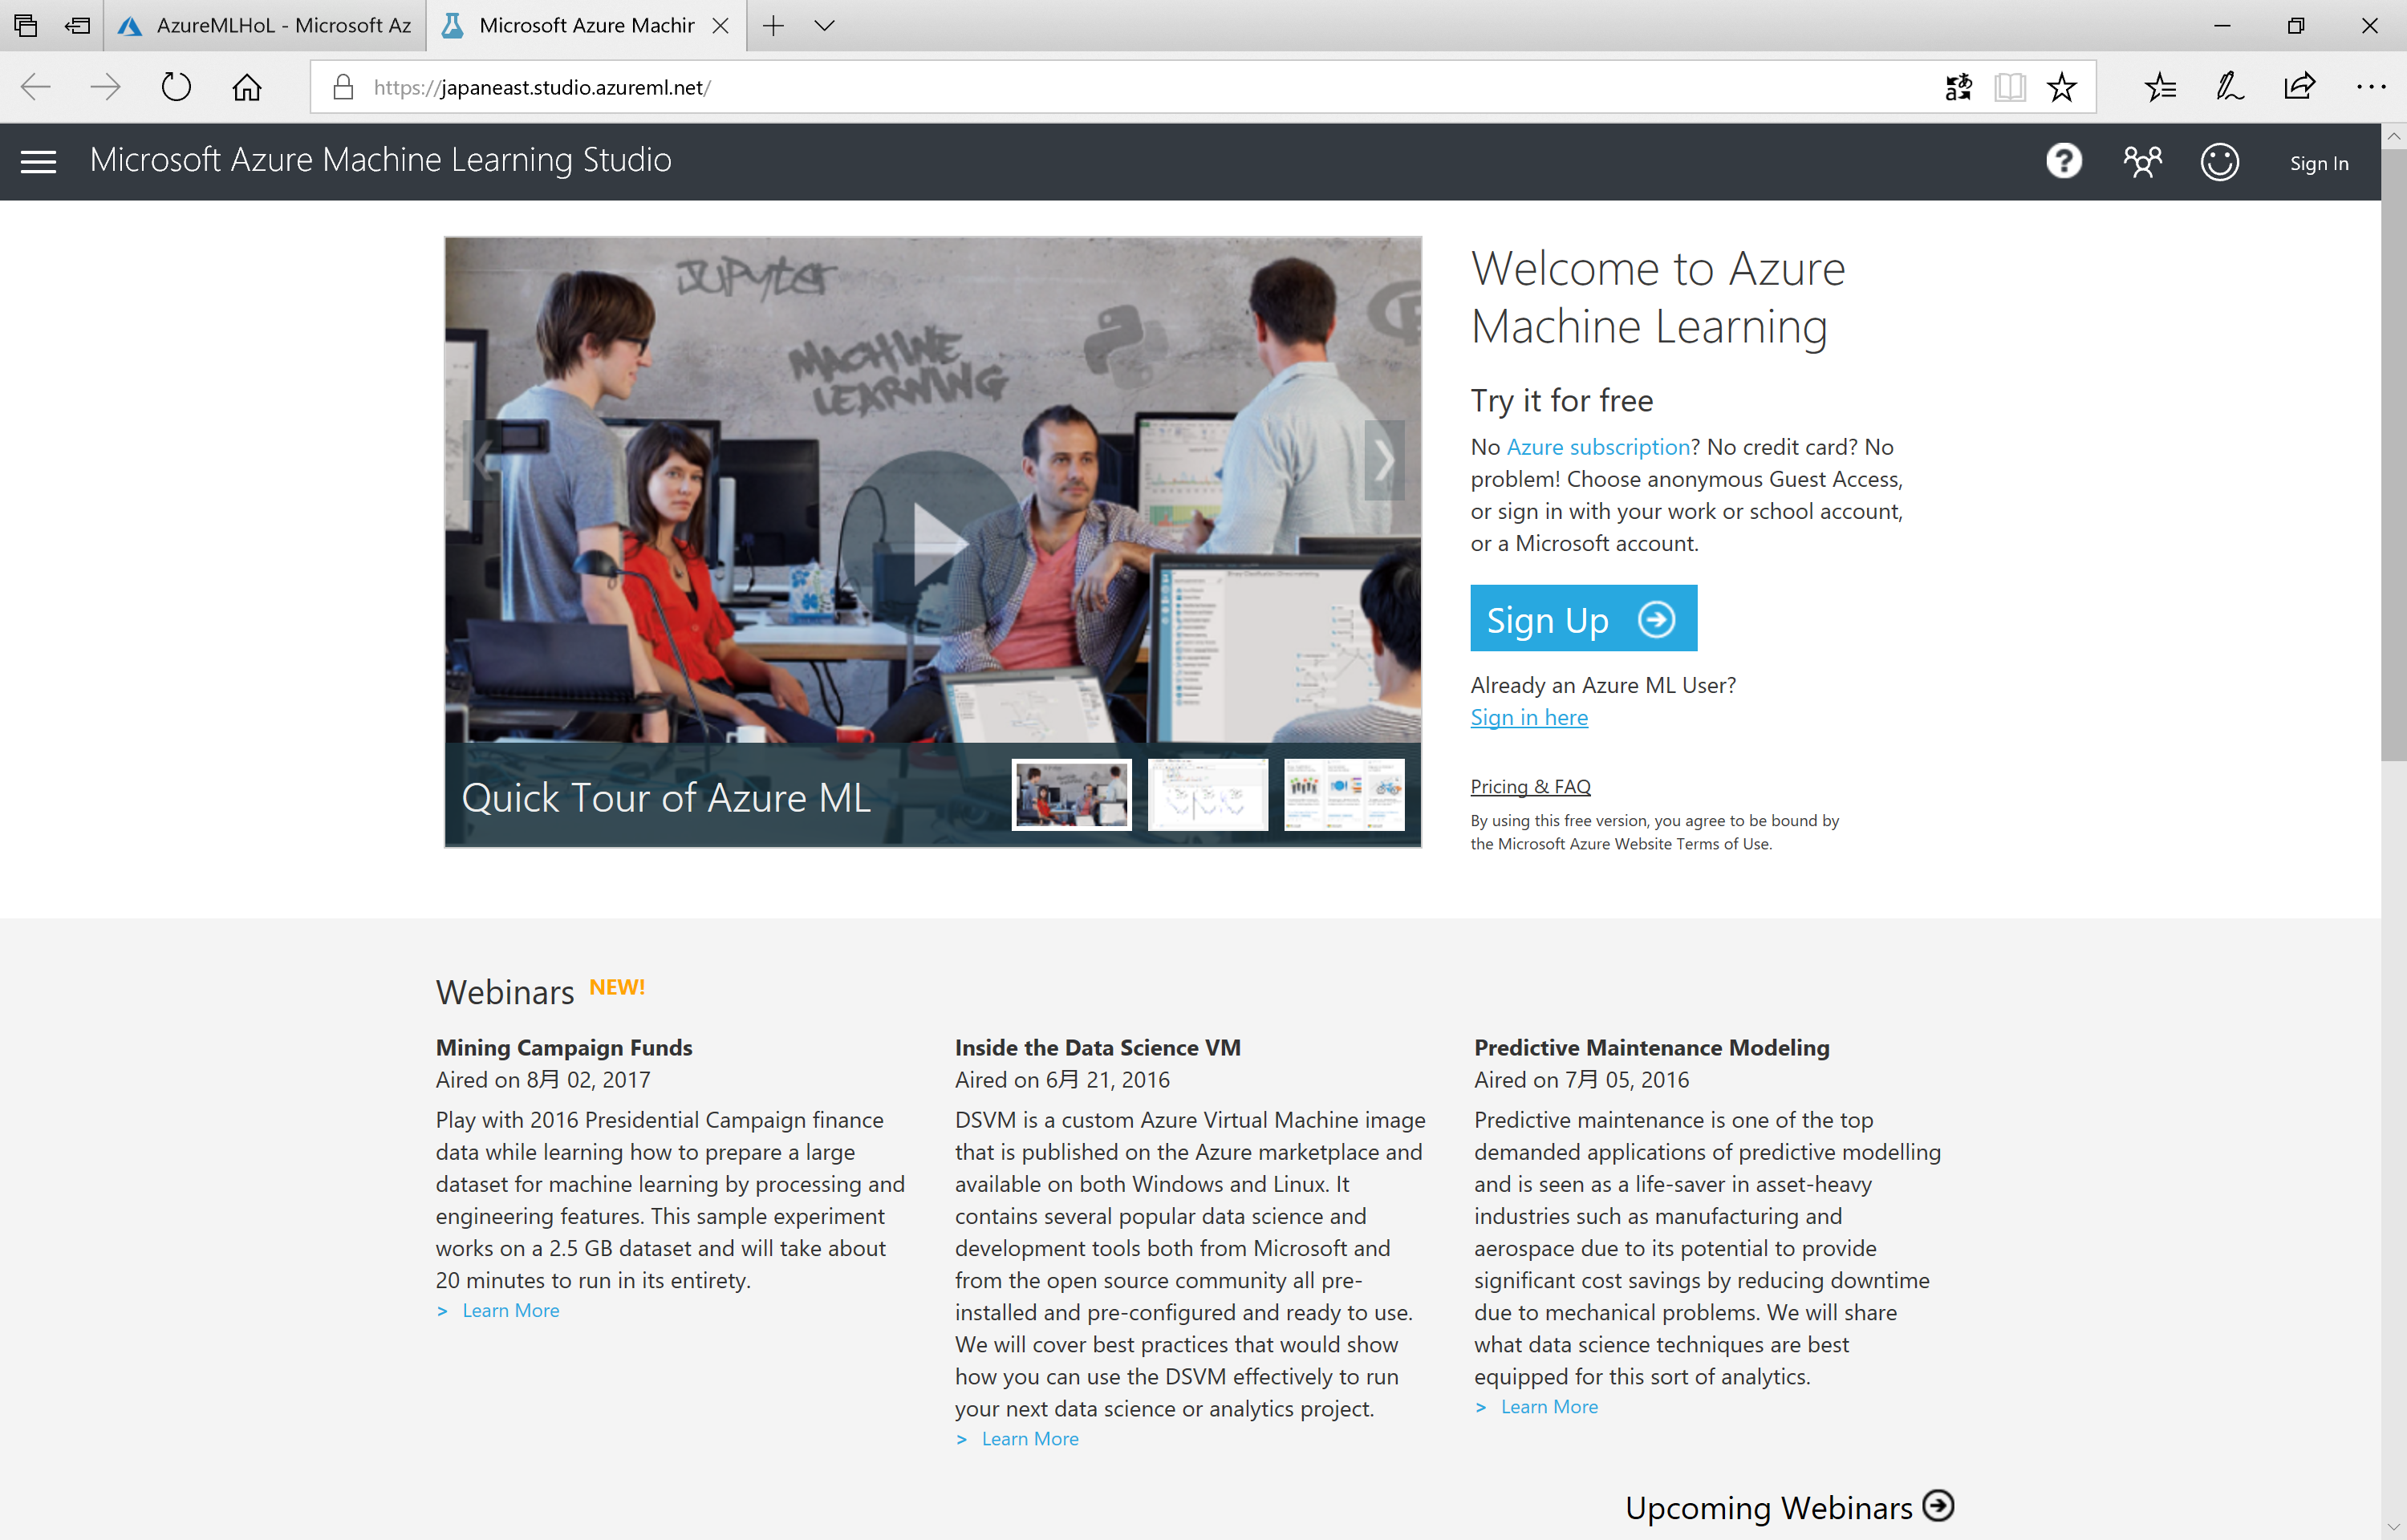 AzureMLHoL - Microsoft Az
Microsoft Azure Machir
https://japaneast.studio.azureml.net/
Microsoft Azure Machine Learning Studio
Sign In
JUPyter
MACHINE
LEARNING
Welcome to Azure
Machine Learning
Try it for free
No Azure subscription? No credit card? No
problem! Choose anonymous Guest Access,
or sign in with your work or school account,
or a Microsoft account.
Sign Up
Already an Azure ML User?
Sign in here
Quick Tour of Azure ML
Pricing & FAQ
By using this free version, you agree to be bound by
the Microsoft Azure Website Terms of Use.
Webinars NEW!
Mining Campaign Funds
Aired on 8月 02, 2017
Play with 2016 Presidential Campaign finance
data while learning how to prepare a large
dataset for machine learning by processing and
engineering features. This sample experiment
works on a 2.5 GB dataset and will take about
20 minutes to run in its entirety.
> Learn More
Inside the Data Science VM
Aired on 6月 21, 2016
DSVM is a custom Azure Virtual Machine image
that is published on the Azure marketplace and
available on both Windows and Linux. It
contains several popular data science and
development tools both from Microsoft and
from the open source community all pre-
installed and pre-configured and ready to use.
We will cover best practices that would show
how you can use the DSVM effectively to run
your next data science or analytics project.
> Learn More
Predictive Maintenance Modeling
Aired on 7月 05, 2016
Predictive maintenance is one of the top
demanded applications of predictive modelling
and is seen as a life-saver in asset-heavy
industries such as manufacturing and
aerospace due to its potential to provide
significant cost savings by reducing downtime
due to mechanical problems. We will share
what data science techniques are best
equipped for this sort of analytics.
> Learn More
Upcoming Webinars